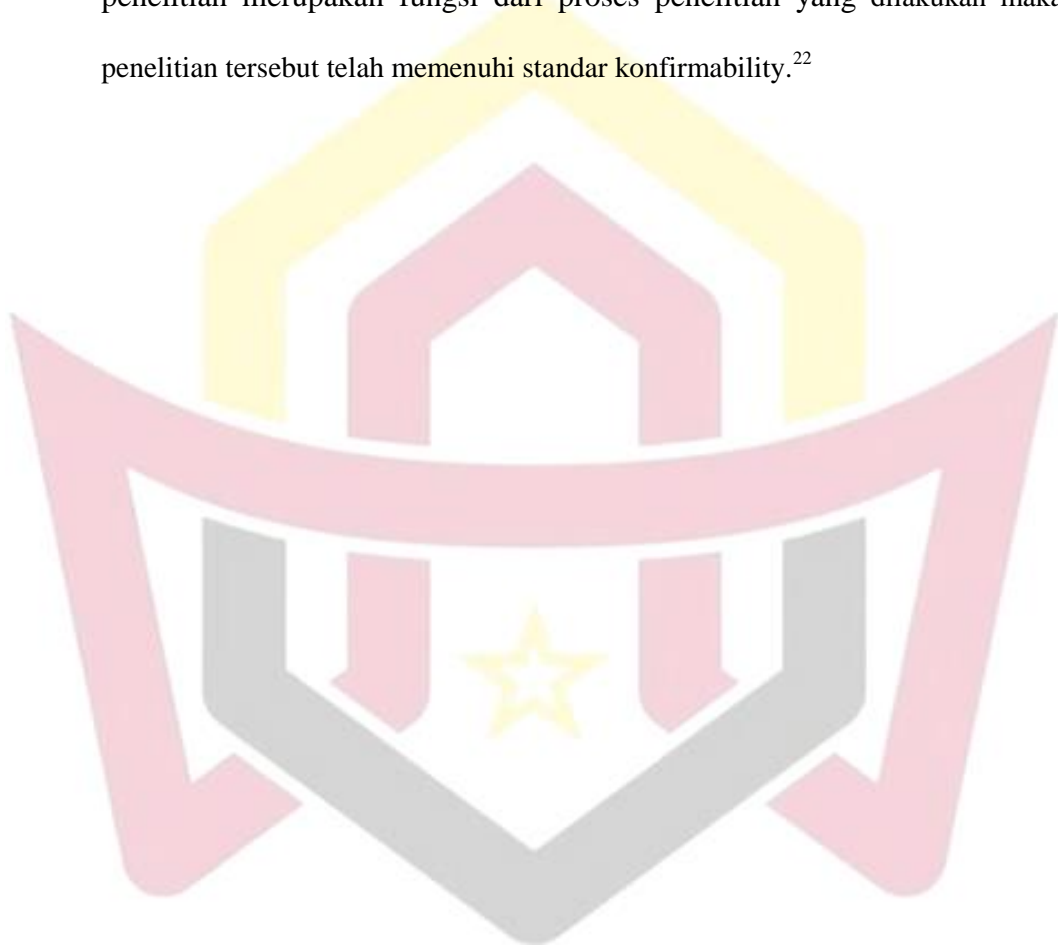 penelitian merupakan fungsi dari proses penelitian yang dilakukan maka
penelitian tersebut telah memenuhi standar konfirmability.22